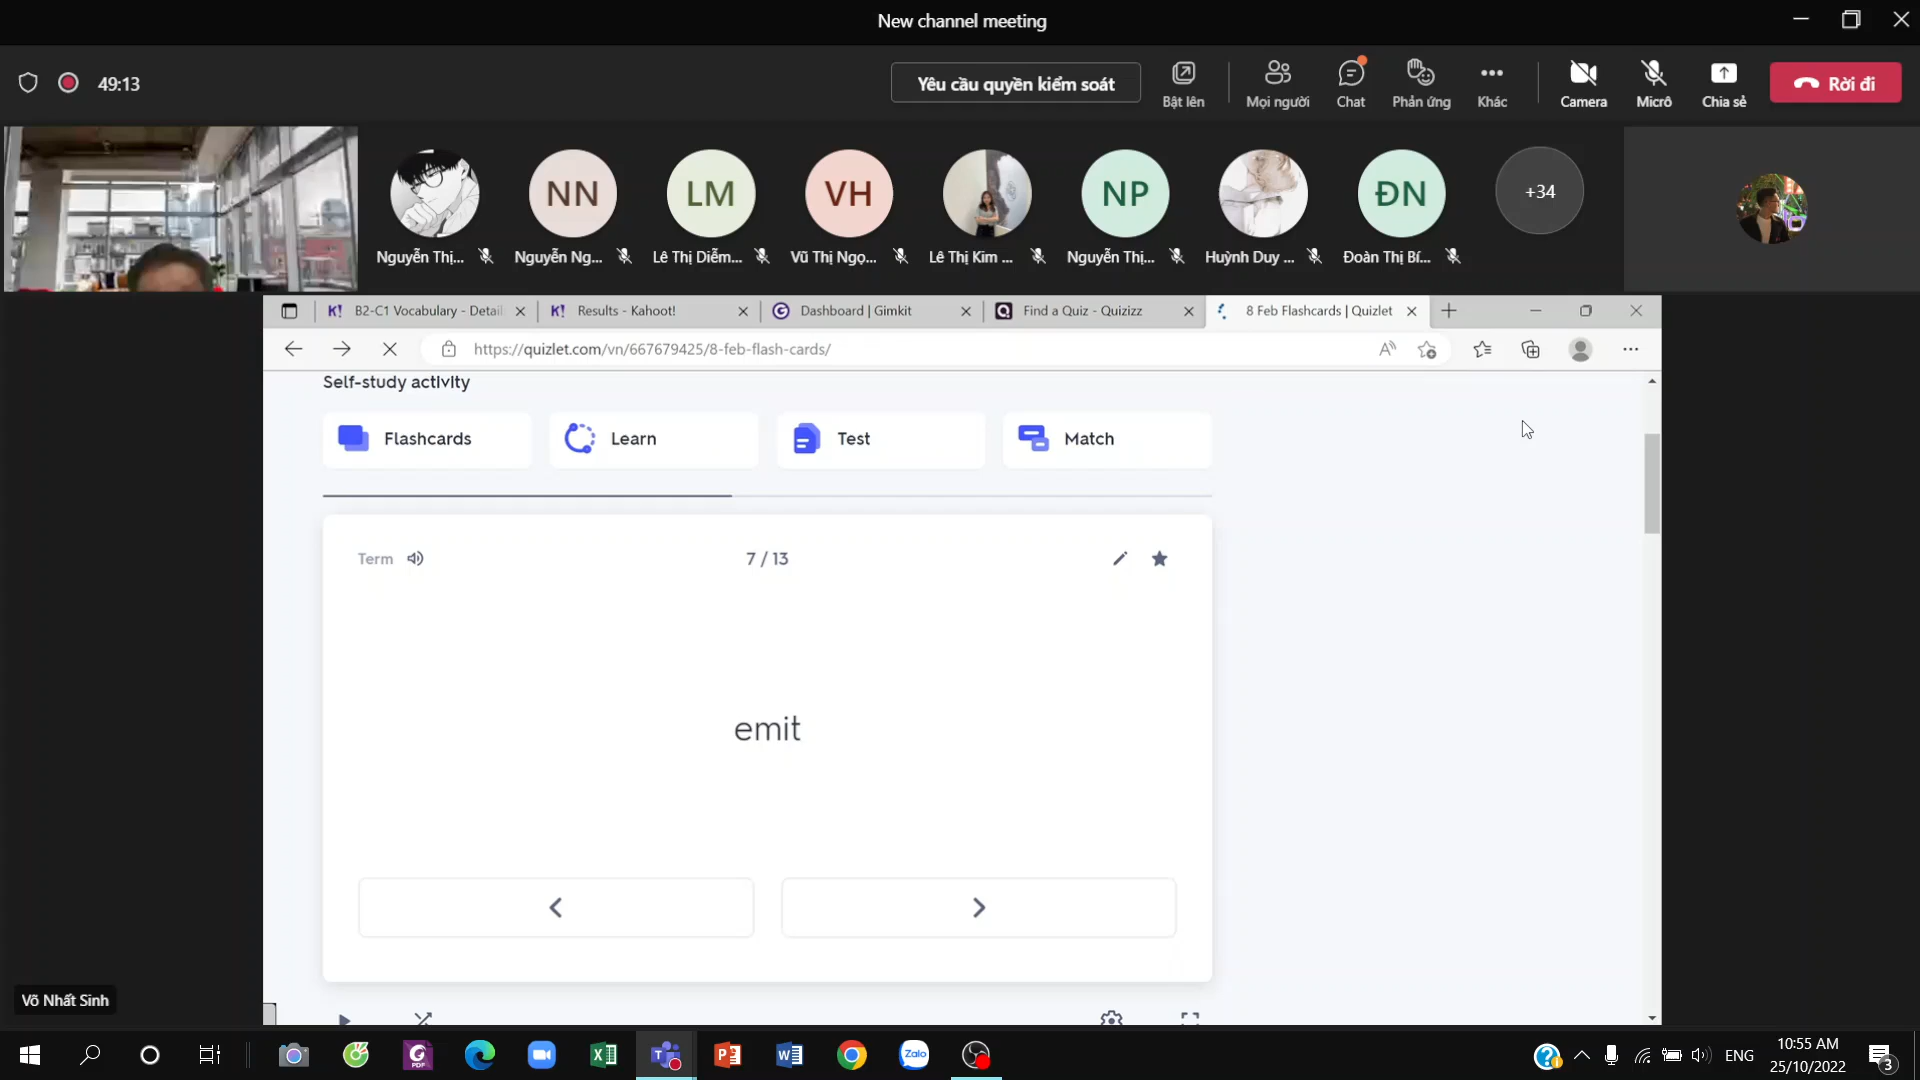 New channel meeting
49:13
Yêu cầu quyền kiểm soát
Bật lên
Mọi người
Chat
Phản ứng
Khác
Camera
Micrô
Chia sẻ
Rời đi
NN
LM
VH
NP
ĐN
+34
Nguyễn Thị...
Nguyễn Ng...
Lê Thị Diễm...
Vũ Thị Ngọ...
Lê Thị Kim ...
Nguyễn Thị...
Huỳnh Duy ...
Đoàn Thị Bí...
K! B2-C1 Vocabulary - Detail
K! Results - Kahoot!
Dashboard | Gimkit
Find a Quiz - Quizizz
8 Feb Flashcards | Quizlet
https://quizlet.com/vn/667679425/8-feb-flash-cards/
Self-study activity
Flashcards
Learn
Test
Match
Term
7 / 13
emit
Võ Nhất Sinh
ENG
10:55 AM
25/10/2022
3
PDF
Zalo